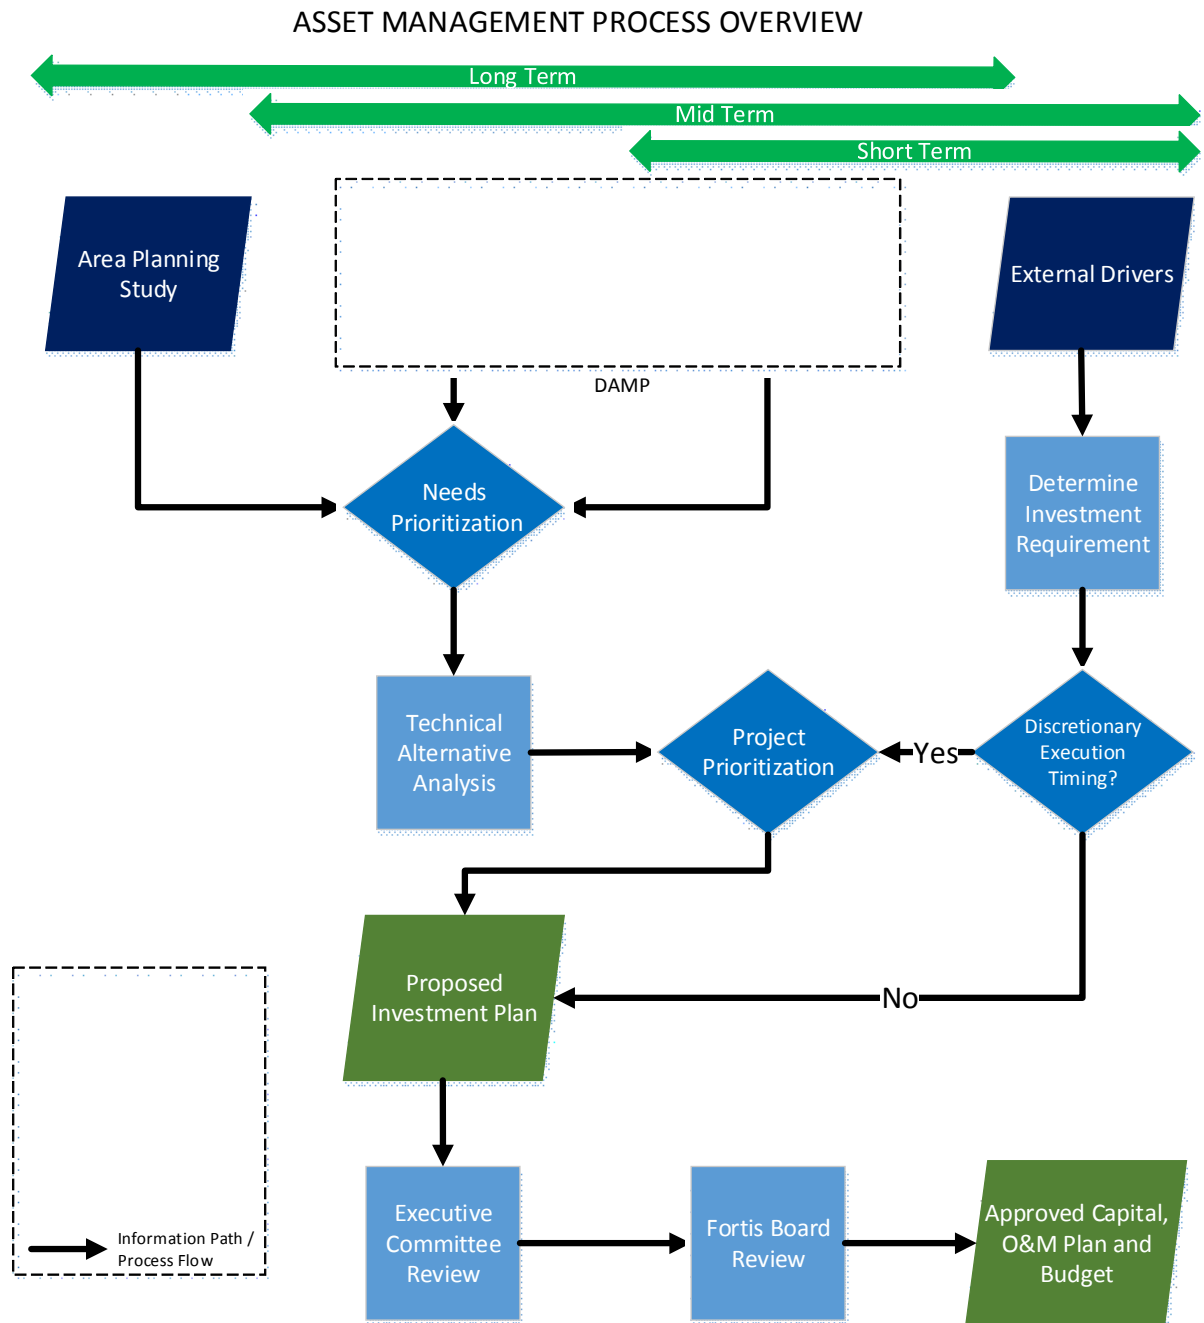 ASSET MANAGEMENT PROCESS OVERVIEW
Long Term
Mid Term
Short Term
Area Planning
Study
External Drivers
DAMP
Needs
Prioritization
Determine
Investment
Requirement
Technical
Alternative
Analysis
Project
Prioritization
Yes
Discretionary
Execution
Timing?
Proposed
Investment Plan
No
Information Path /
Process Flow
Executive
Committee
Review
Fortis Board
Review
Approved Capital,
O&M Plan and
Budget